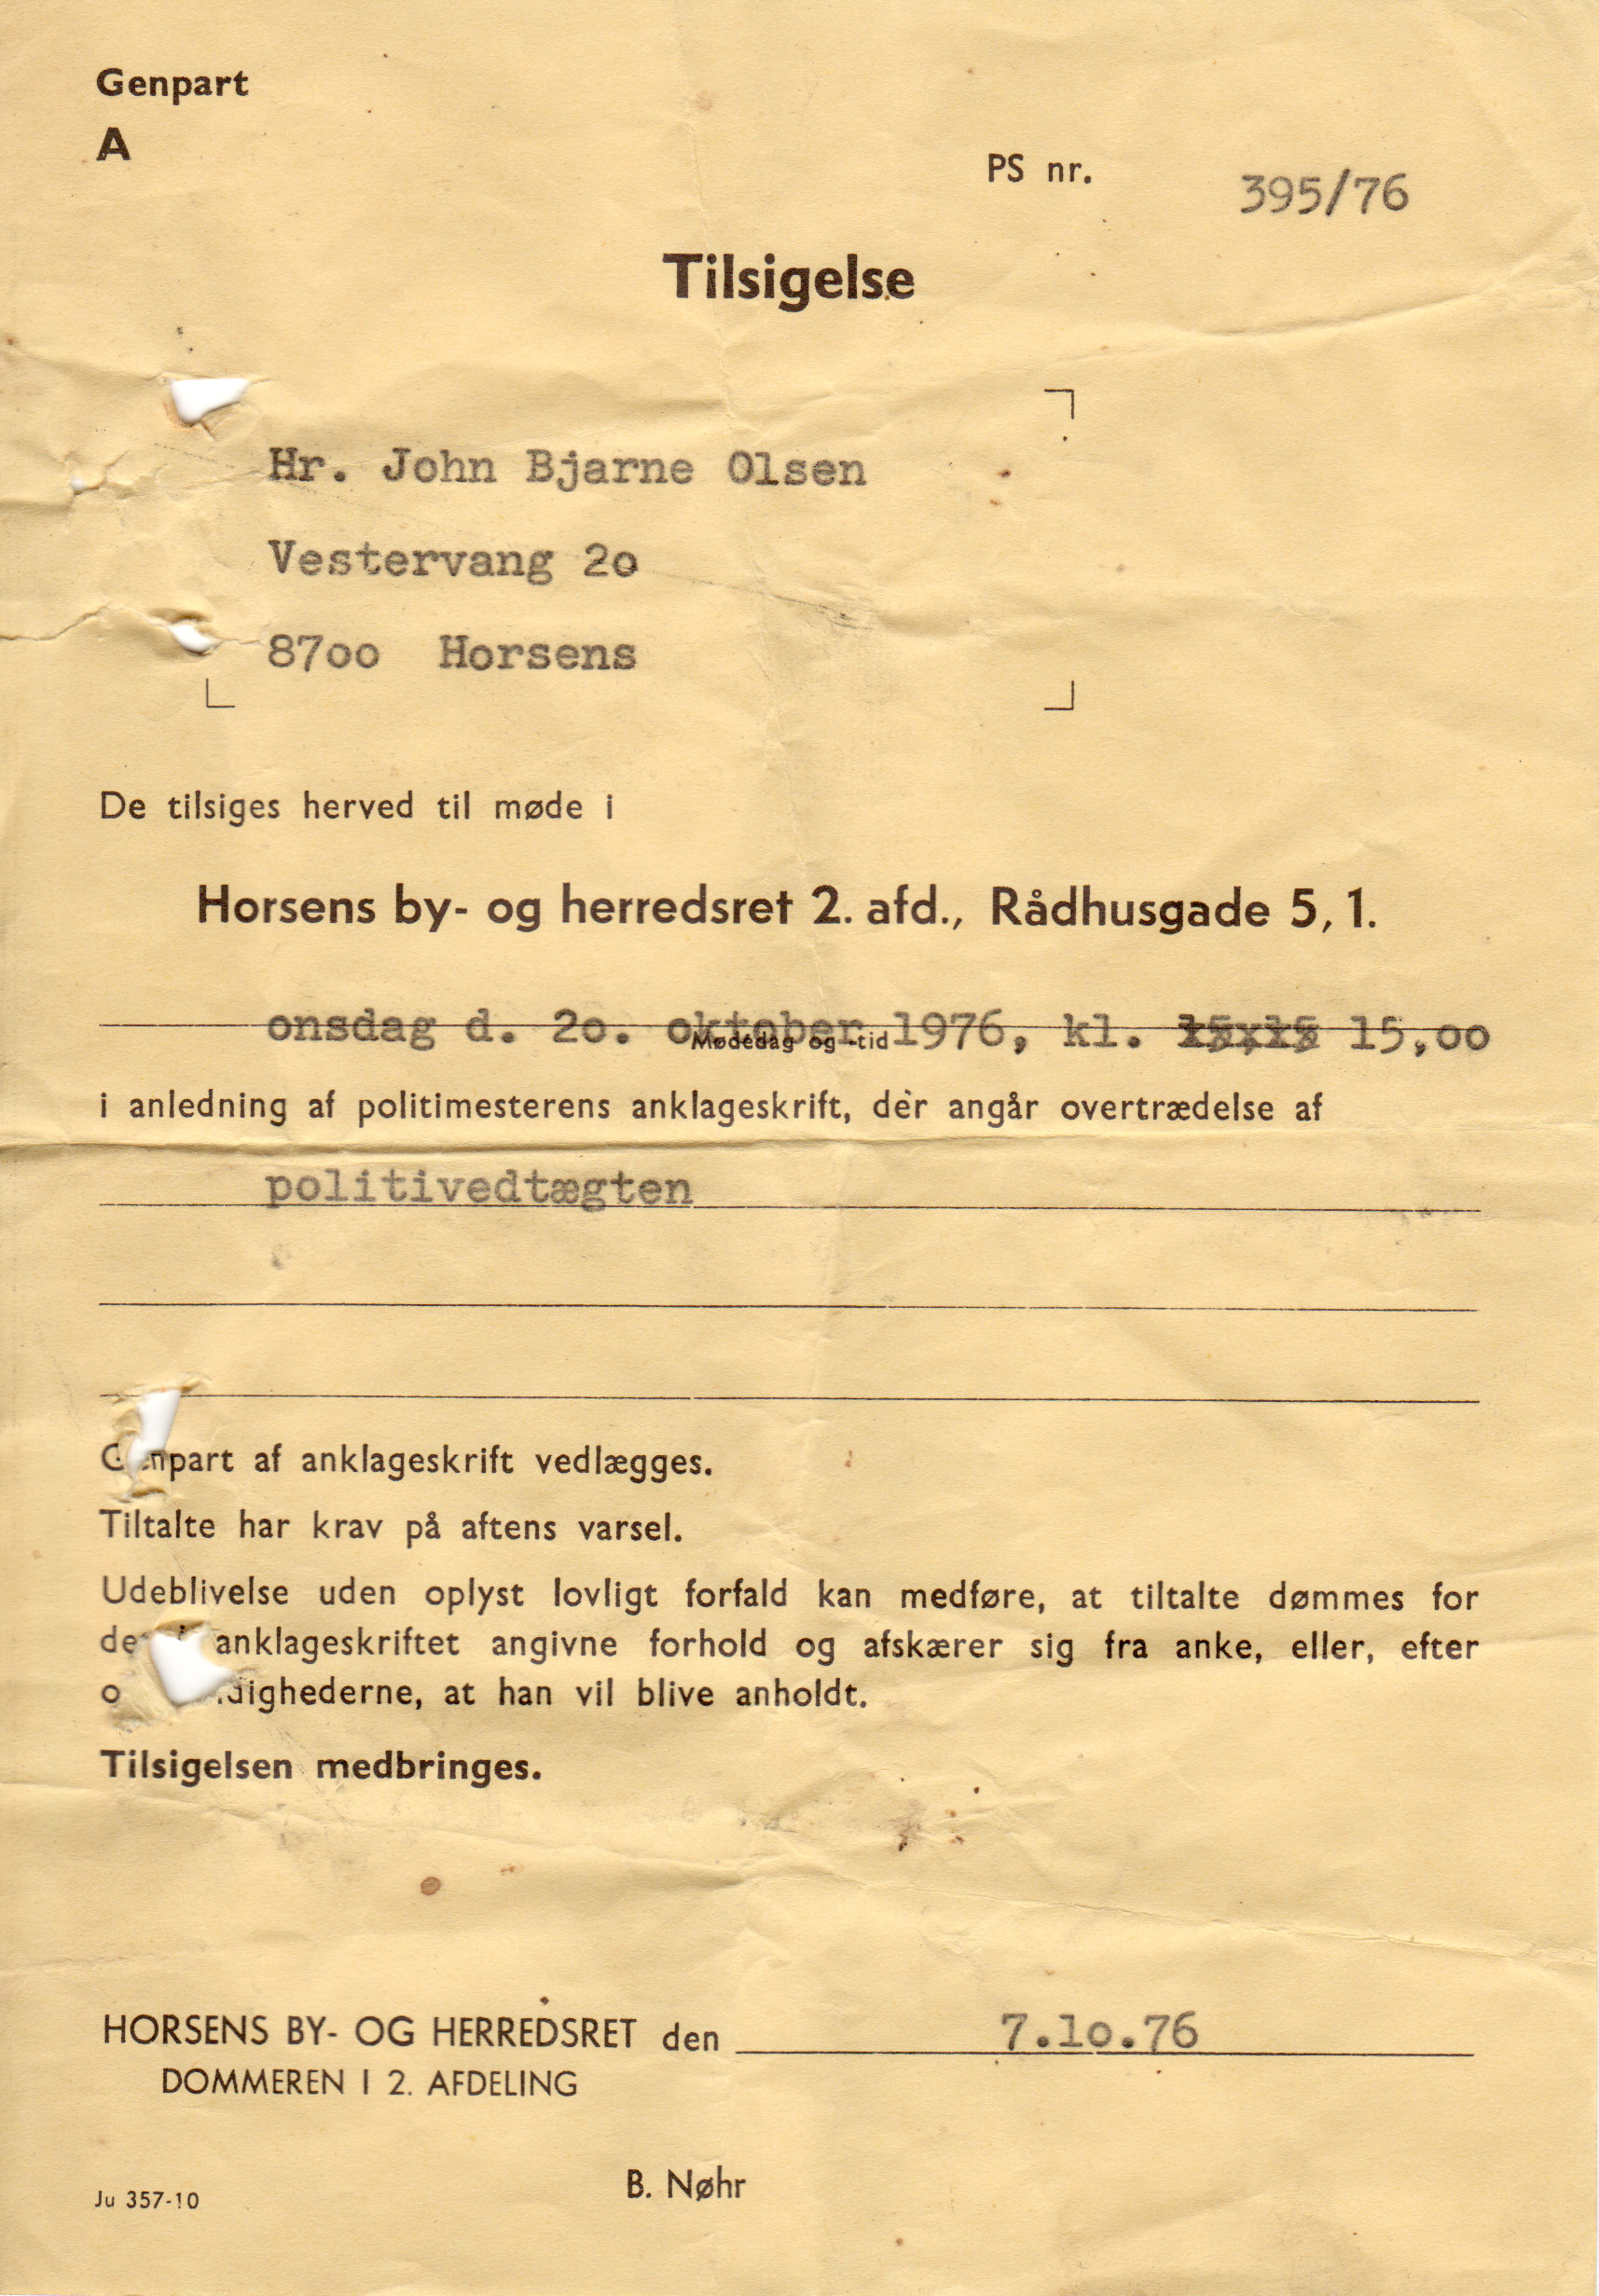 Genpart
A
PS nr. 395/76
Tilsigelse
Hr. John Bjarne Olsen
Vestervang 2o
87oo Horsens
De tilsiges herved til møde i
Horsens by- og herredsret 2. afd., Rådhusgade 5, 1.
onsdag d. 2o. oktober 1976, kl. 15,oo
Mødedag og -tid
i anledning af politimesterens anklageskrift, der angår overtrædelse af
politivedtægten
Genpart af anklageskrift vedlægges.
Tiltalte har krav på aftens varsel.
Udeblivelse uden oplyst lovligt forfald kan medføre, at tiltalte dømmes for
anklageskriftet angivne forhold og afskærer sig fra anke, eller, efter
at han vil blive anholdt.
Tilsigelsen medbringes.
HORSENS BY- OG HERREDSRET den 7.1o.76
DOMMEREN I 2. AFDELING
B. Nøhr
Ju 357-10